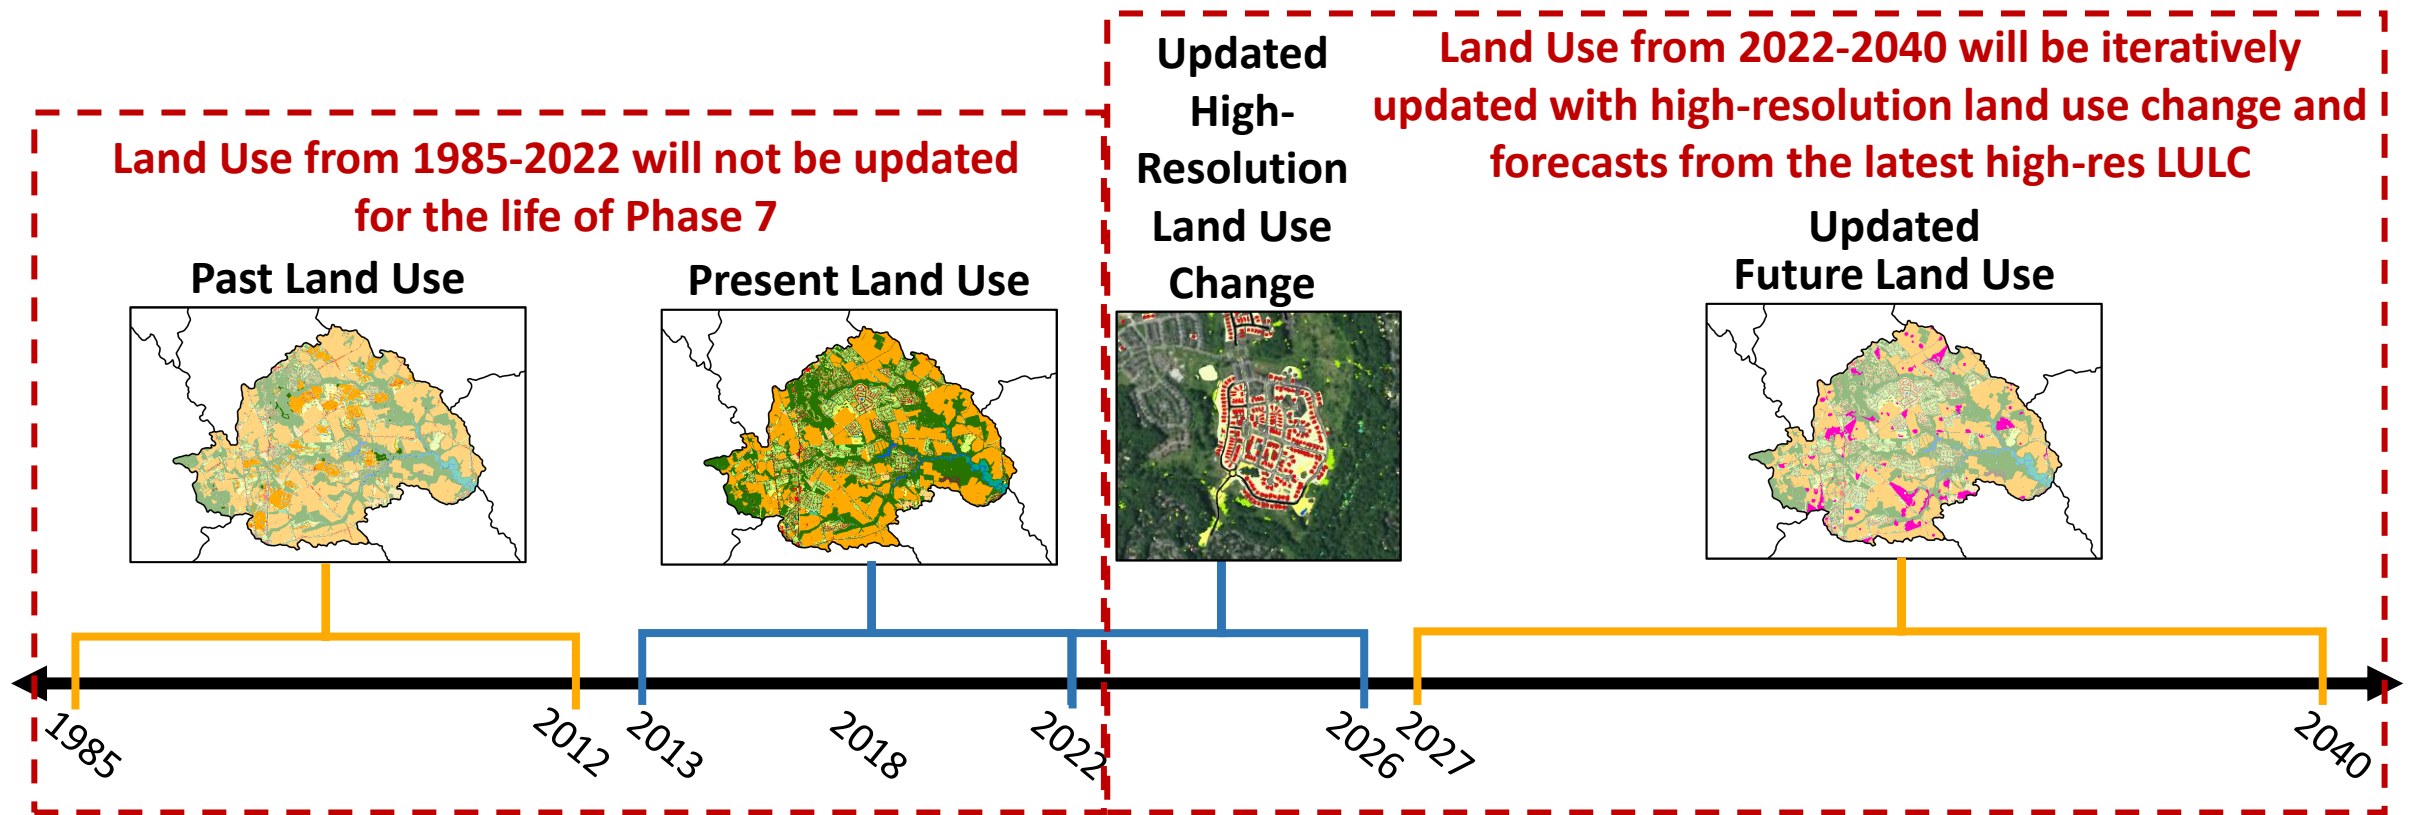 Land Use from 1985-2022 will not be updated
for the life of Phase 7
Past Land Use
Present Land Use
Updated
High-
Resolution
Land Use
Change
Land Use from 2022-2040 will be iteratively
updated with high-resolution land use change and
forecasts from the latest high-res LULC
Updated
Future Land Use
1985
2012
2013
2018
2022
2026
2027
2040